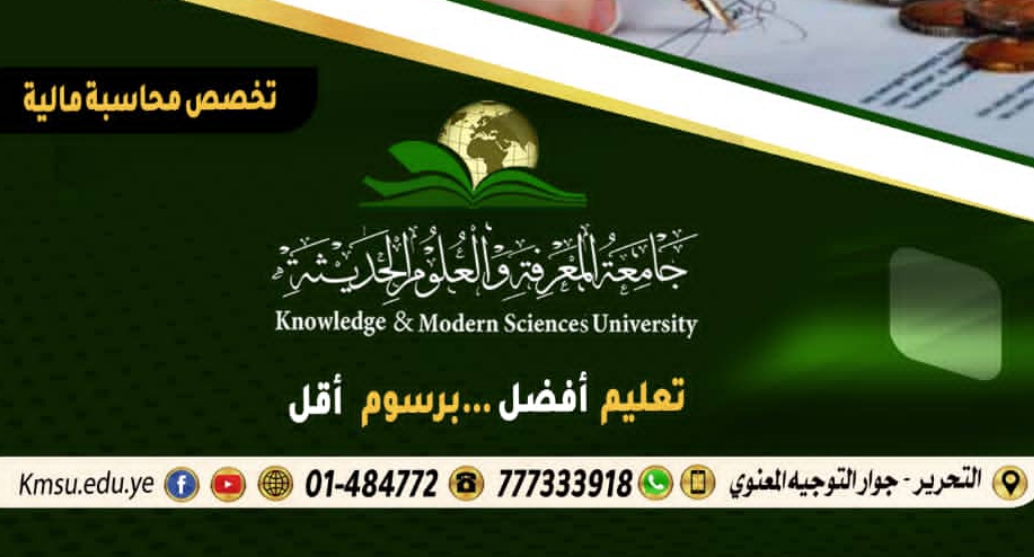 تخصص محاسبة مالية
جامعة المعرفة والعلوم الحديثة
Knowledge & Modern Sciences University
تعليم أفضل ...برسوم أقل
التحرير - جوار التوجيه المعنوي 777333918 01-484772 Kmsu.edu.ye